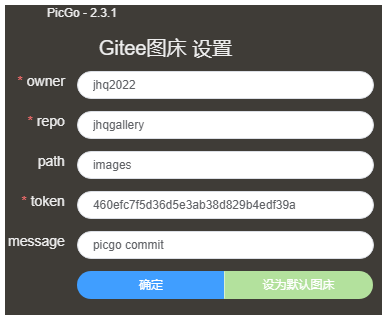 PicGo - 2.3.1
Gitee图床 设置
* owner jhq2022
* repo jhqgallery
path images
* token 460efc7f5d36d5e3ab38d829b4edf39a
message picgo commit
确定 设为默认图床